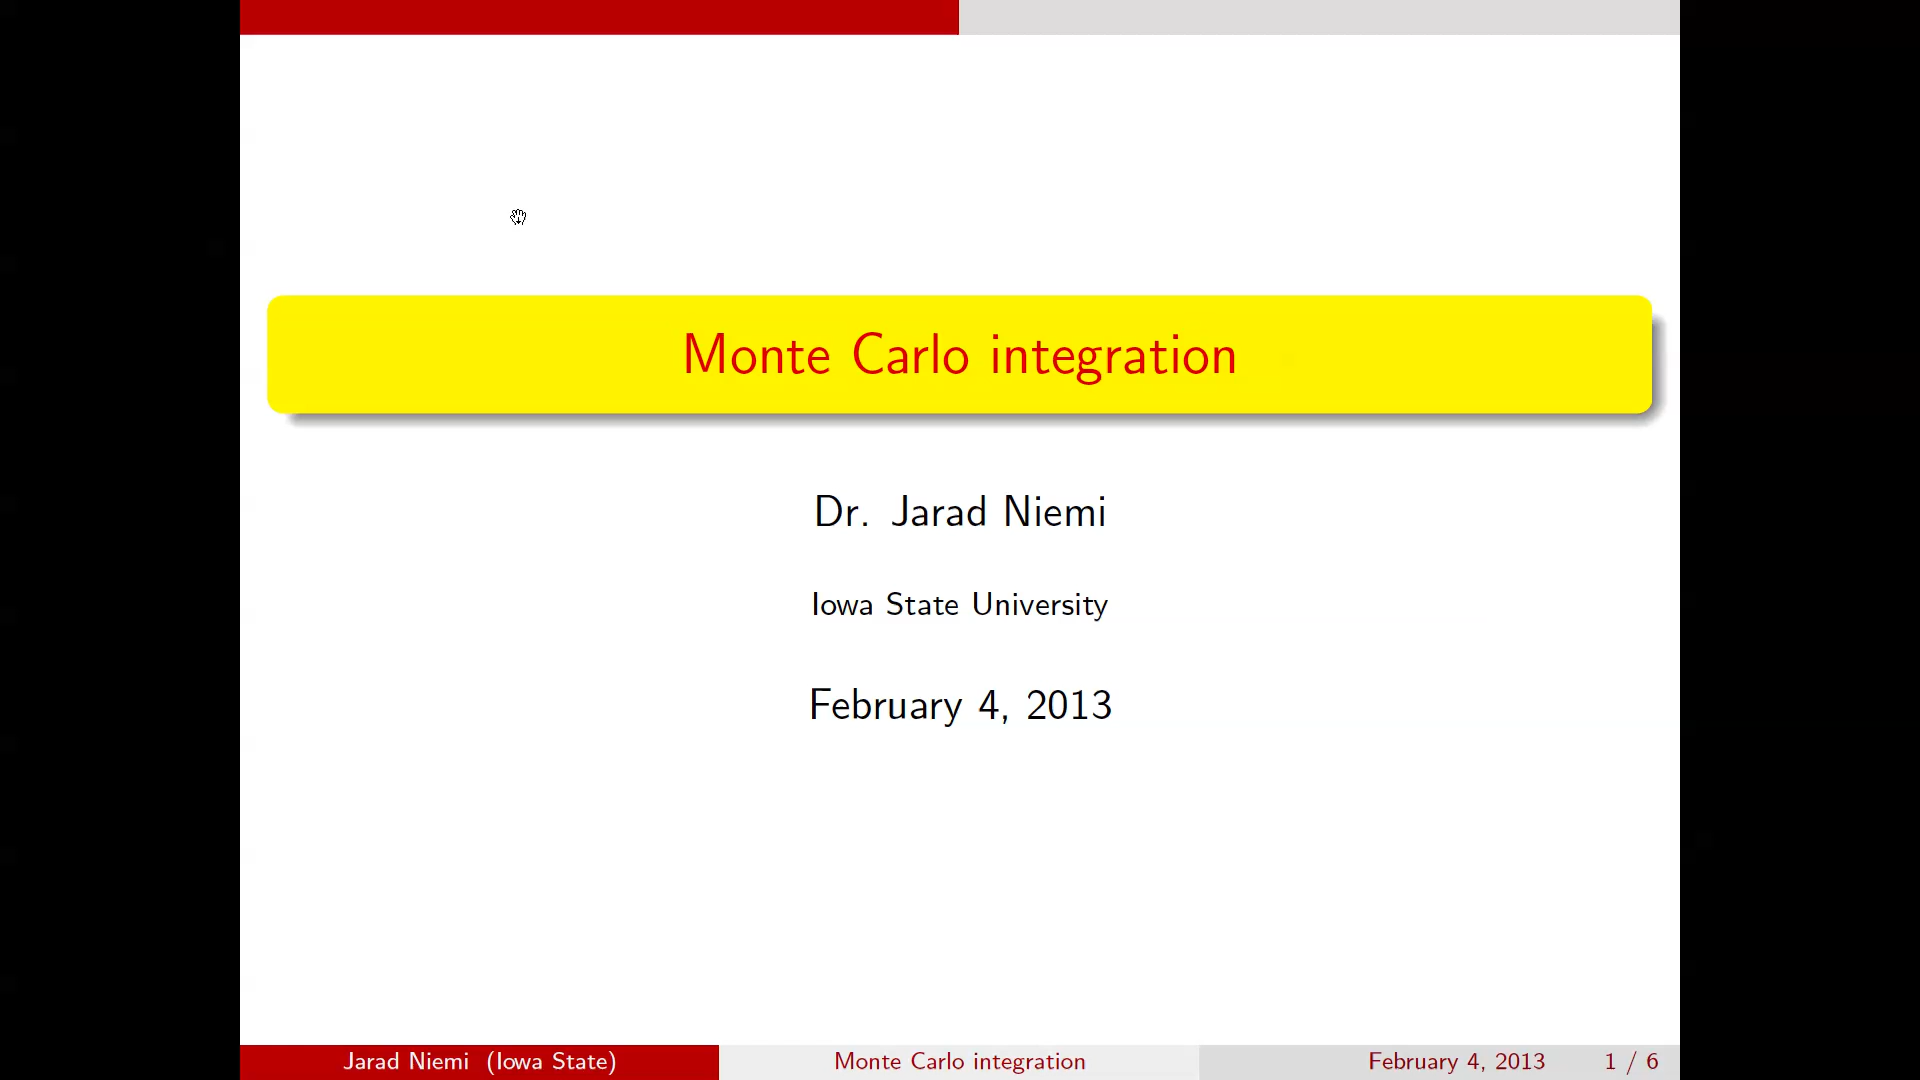 Monte Carlo integration
Dr. Jarad Niemi
Iowa State University
February 4, 2013
Jarad Niemi (Iowa State)
Monte Carlo integration
February 4, 2013
1 / 6